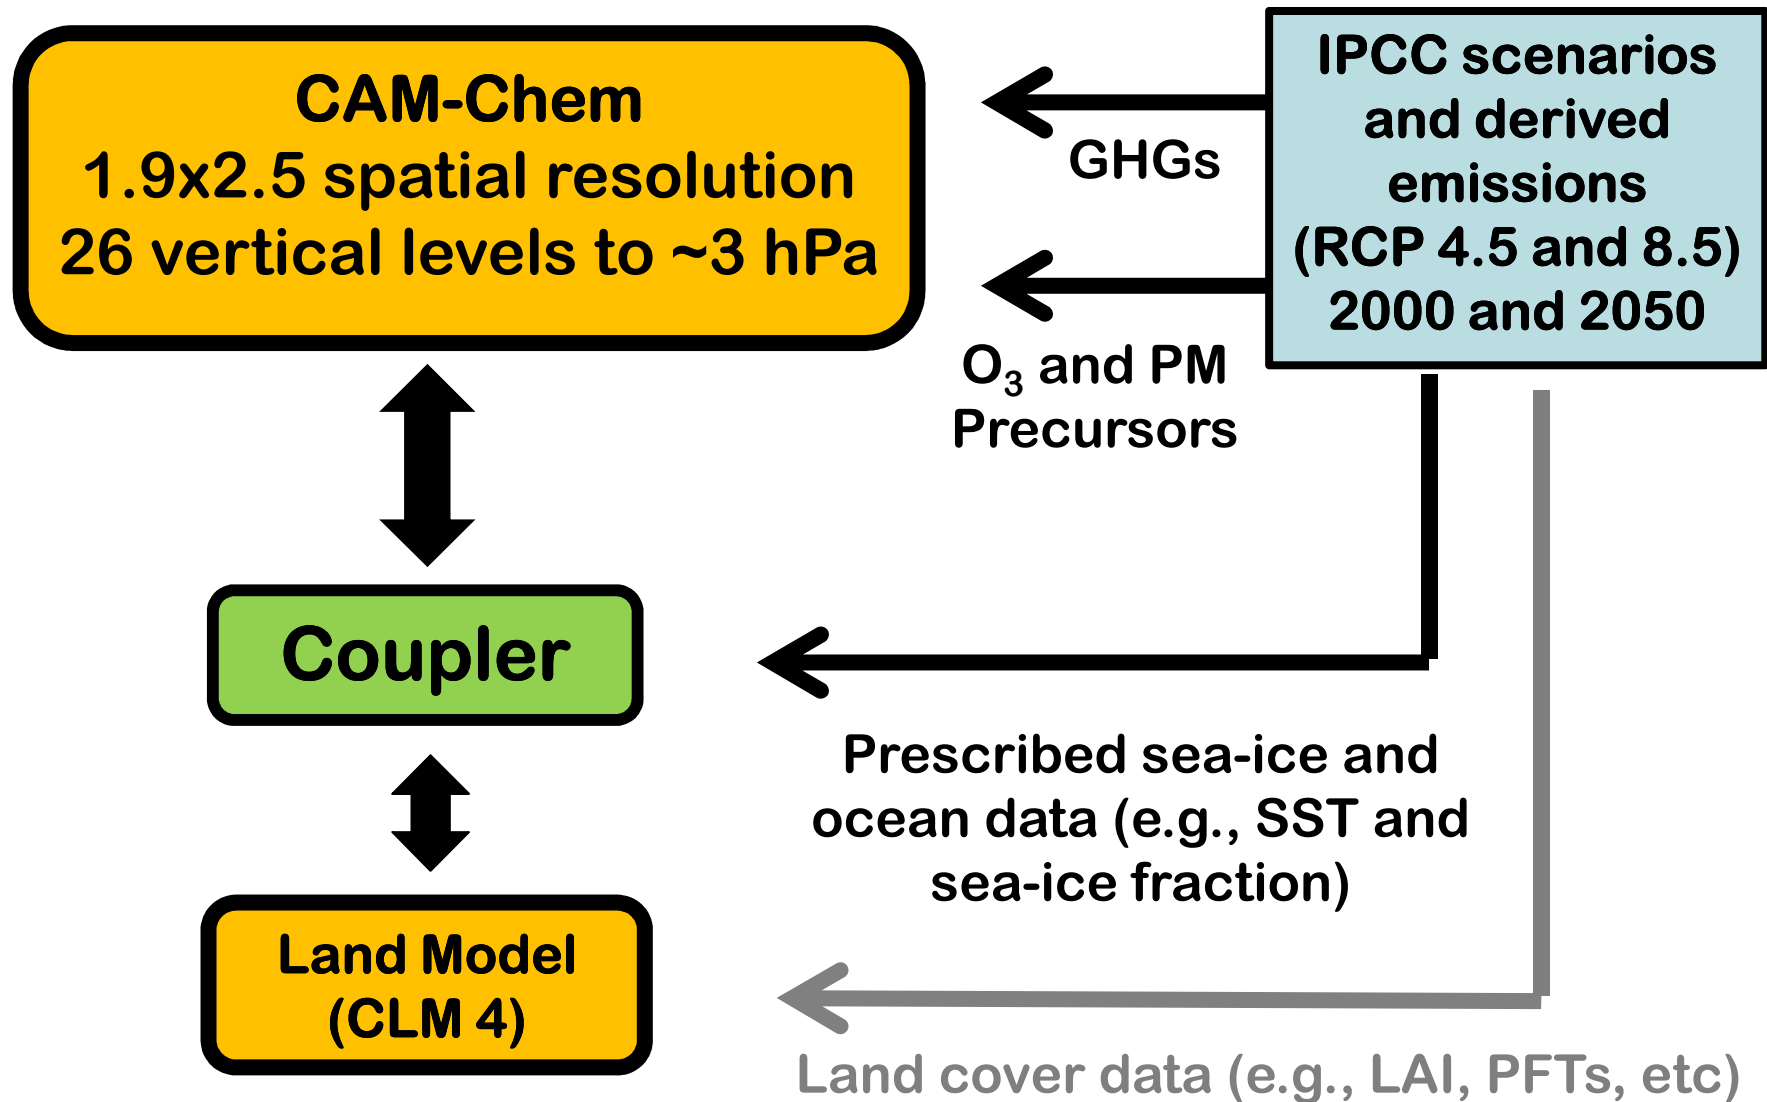 CAM-Chem
1.9x2.5 spatial resolution
26 vertical levels to ~3 hPa
IPCC scenarios
and derived
emissions
(RCP 4.5 and 8.5)
2000 and 2050
GHGs
O₃ and PM
Precursors
Coupler
Prescribed sea-ice and
ocean data (e.g., SST and
sea-ice fraction)
Land Model
(CLM 4)
Land cover data (e.g., LAI, PFTs, etc)